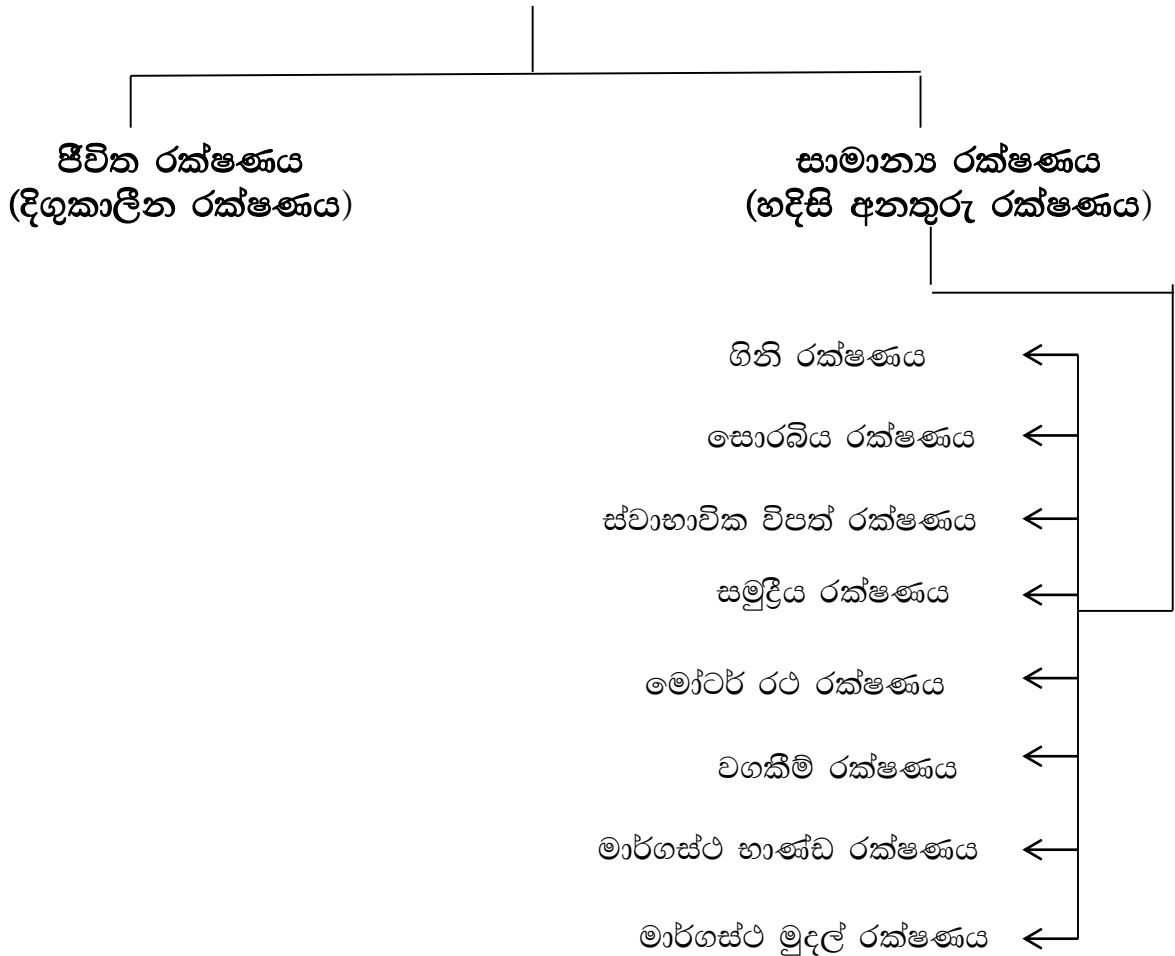 ජීවිත රක්ෂණය
(දිගුකාලීන රක්ෂණය)
සාමාන්‍ය රක්ෂණය
(හදිසි අනතුරු රක්ෂණය)
ගිනි රක්ෂණය
සොරබිය රක්ෂණය
ස්වාභාවික විපත් රක්ෂණය
සමුද්‍රීය රක්ෂණය
මෝටර් රථ රක්ෂණය
වගකීම් රක්ෂණය
මාර්ගස්ථ භාණ්ඩ රක්ෂණය
මාර්ගස්ථ මුදල් රක්ෂණය